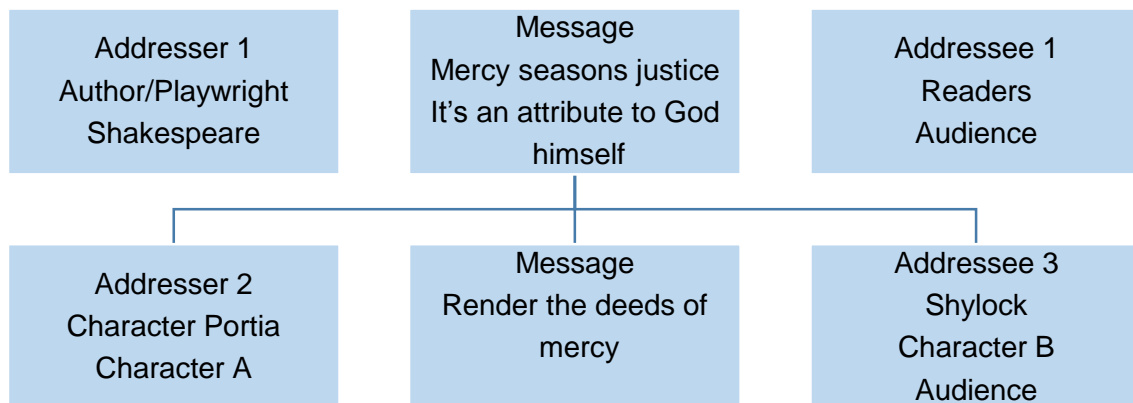 Addresser 1
Author/Playwright
Shakespeare
Message
Mercy seasons justice
It’s an attribute to God
himself
Addressee 1
Readers
Audience
Addresser 2
Character Portia
Character A
Message
Render the deeds of
mercy
Addressee 3
Shylock
Character B
Audience